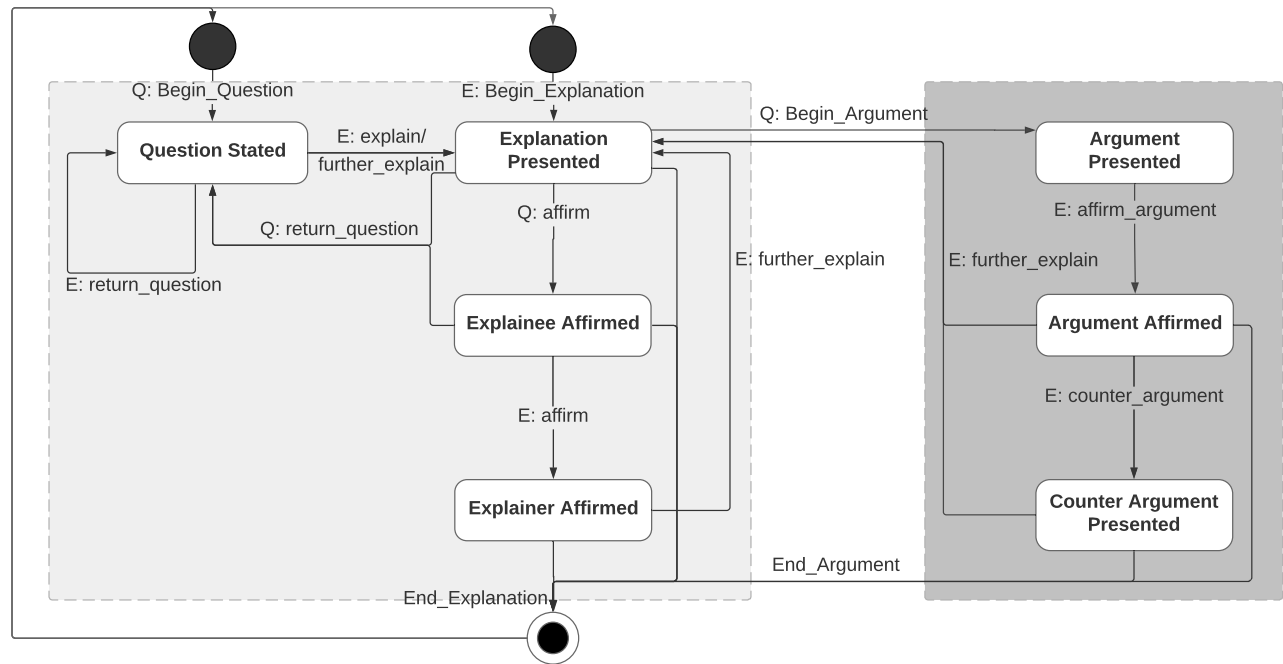 Q: Begin_Question
E: Begin_Explanation
Q: Begin_Argument
Question Stated
E: explain/
further_explain
Explanation
Presented
Argument
Presented
Q: affirm
E: affirm_argument
Q: return_question
E: return_question
E: further_explain
E: further_explain
Explainee Affirmed
Argument Affirmed
E: affirm
E: counter_argument
Explainer Affirmed
Counter Argument
Presented
End_Argument
End_Explanation